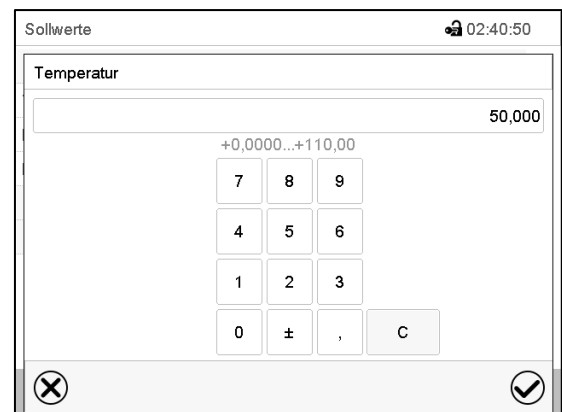 Sollwerte 02:40:50
Temperatur
50,000
+0,0000...+110,00
7 8 9
4 5 6
1 2 3
0 ± , C